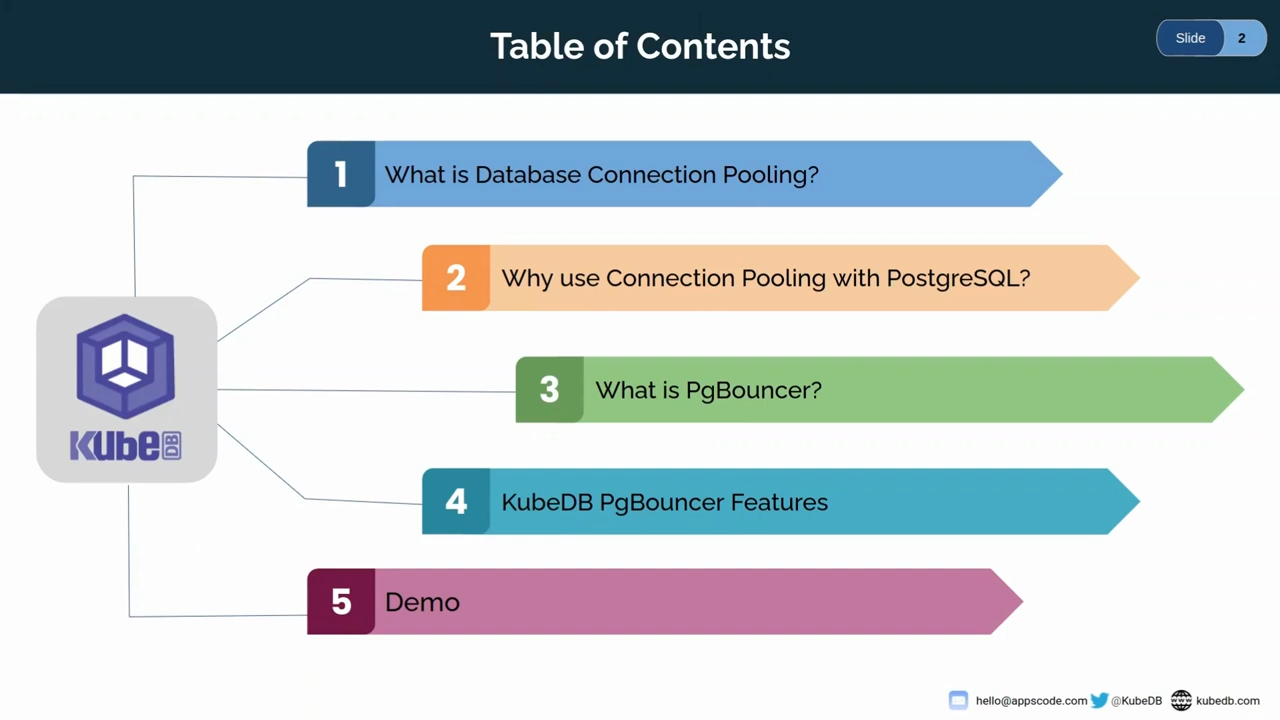 Table of Contents
Slide 2
1 What is Database Connection Pooling?
2 Why use Connection Pooling with PostgreSQL?
3 What is PgBouncer?
KubeDB
4 KubeDB PgBouncer Features
5 Demo
hello@appscode.com @KubeDB kubedb.com